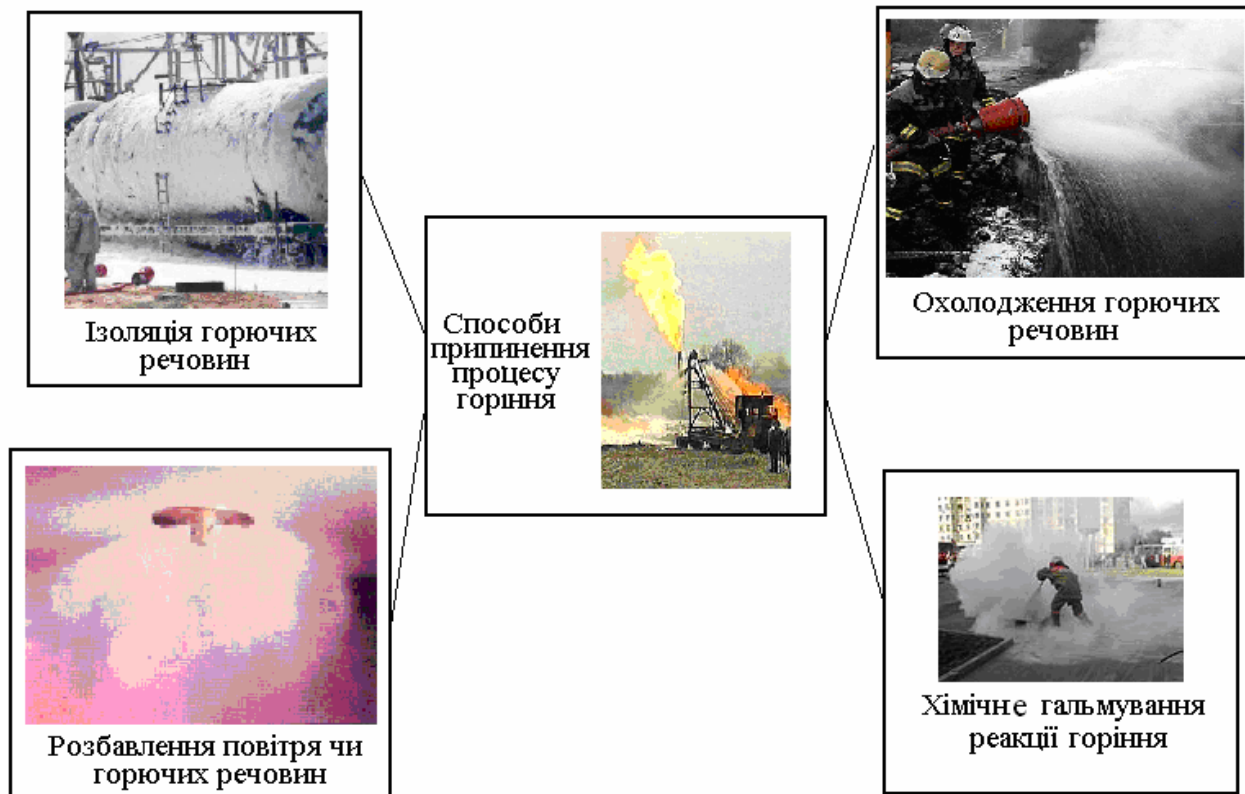 Ізоляція горючих
речовин
Способи
припинення
процесу
горіння
Охолодження горючих
речовин
Розбавлення повітря чи
горючих речовин
Хімічне гальмування
реакції горіння